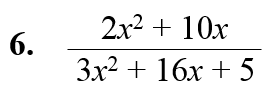 6. 2x² + 10x
3x² + 16x + 5